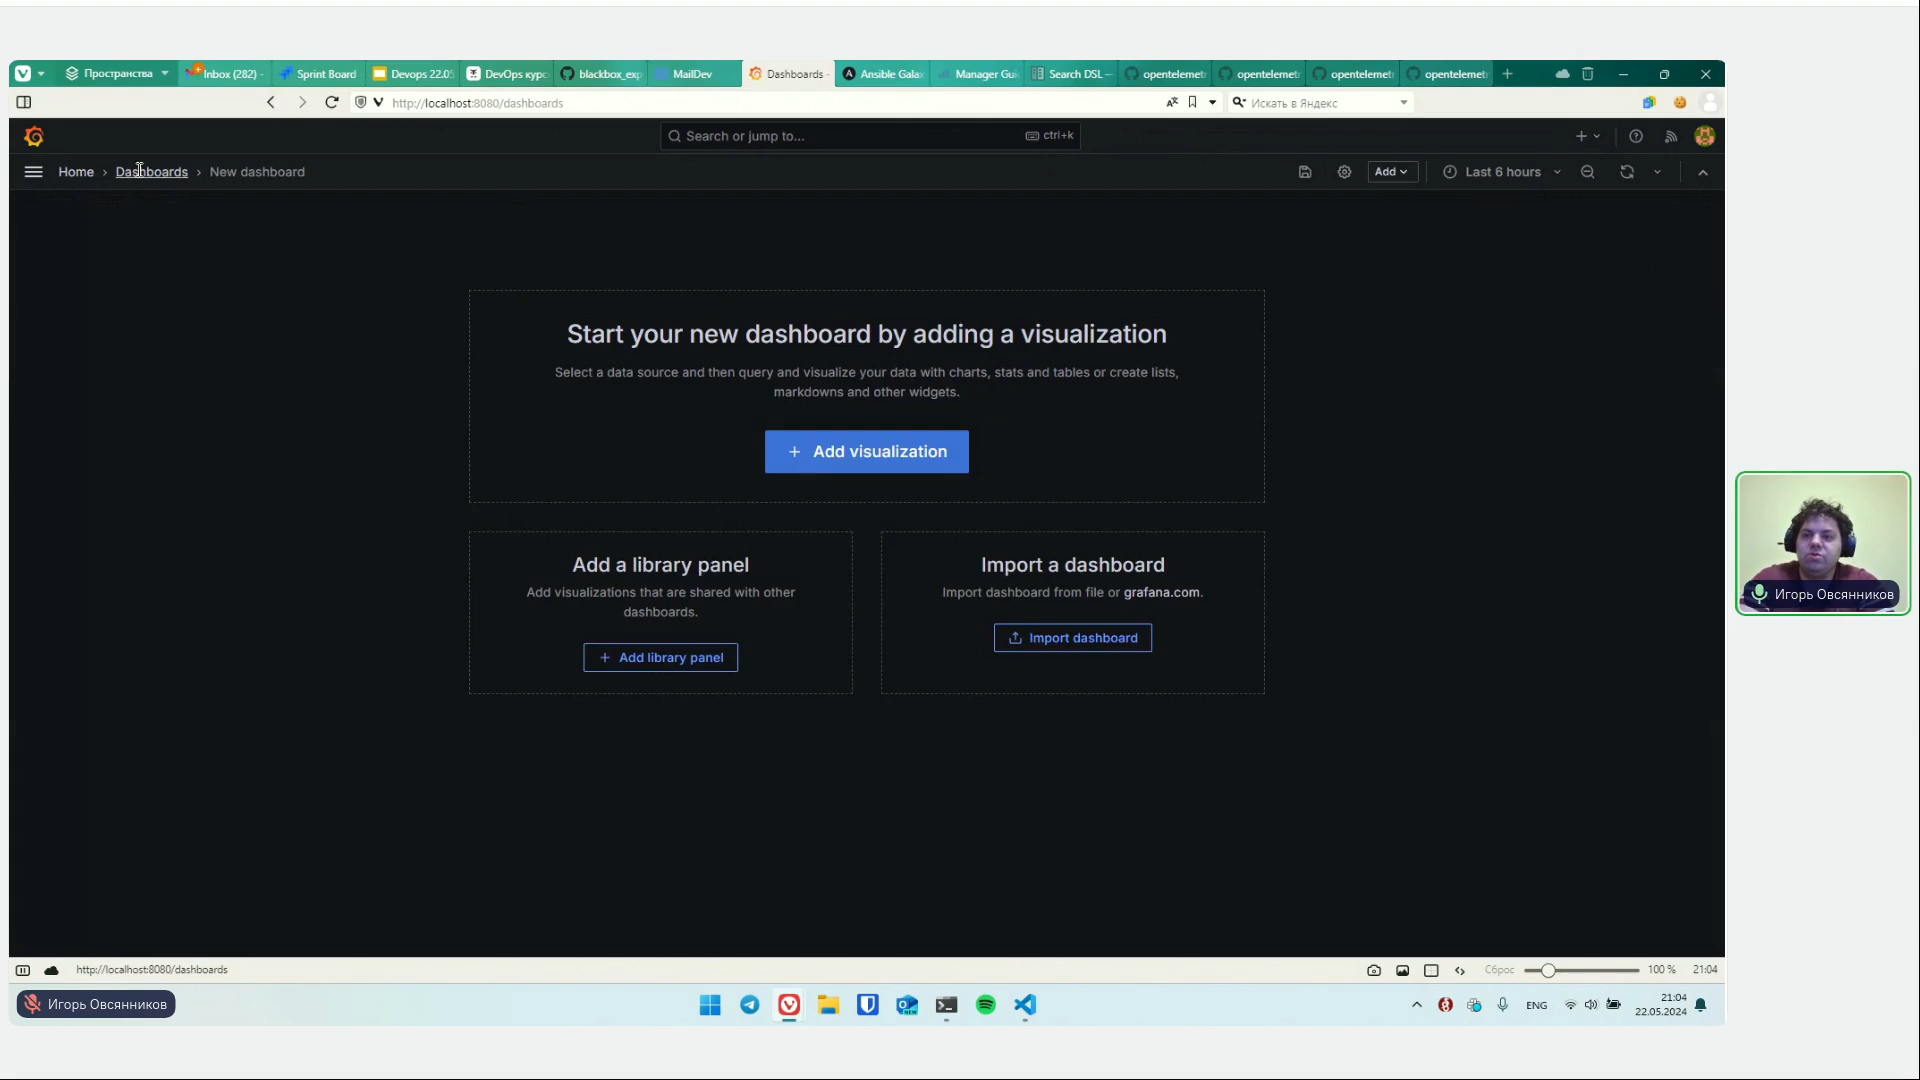 Пространства
Inbox (282) -
Sprint Board
Devops 22.05
DevOps курс
blackbox_exp
MailDev
Dashboards -
Ansible Gala
Manager Gui
Search DSL –
opentelemet
opentelemet
opentelemet
opentelemet
http://localhost:8080/dashboards
Искать в Яндекс
Search or jump to...
ctrl+k
Home
Dashboards
New dashboard
Add
Last 6 hours
Start your new dashboard by adding a visualization
Select a data source and then query and visualize your data with charts, stats and tables or create lists,
markdowns and other widgets.
+ Add visualization
Add a library panel
Add visualizations that are shared with other
dashboards.
+ Add library panel
Import a dashboard
Import dashboard from file or grafana.com.
Import dashboard
Игорь Овсянников
http://localhost:8080/dashboards
Сброс
100 %
21:04
Игорь Овсянников
ENG
21:04
22.05.2024